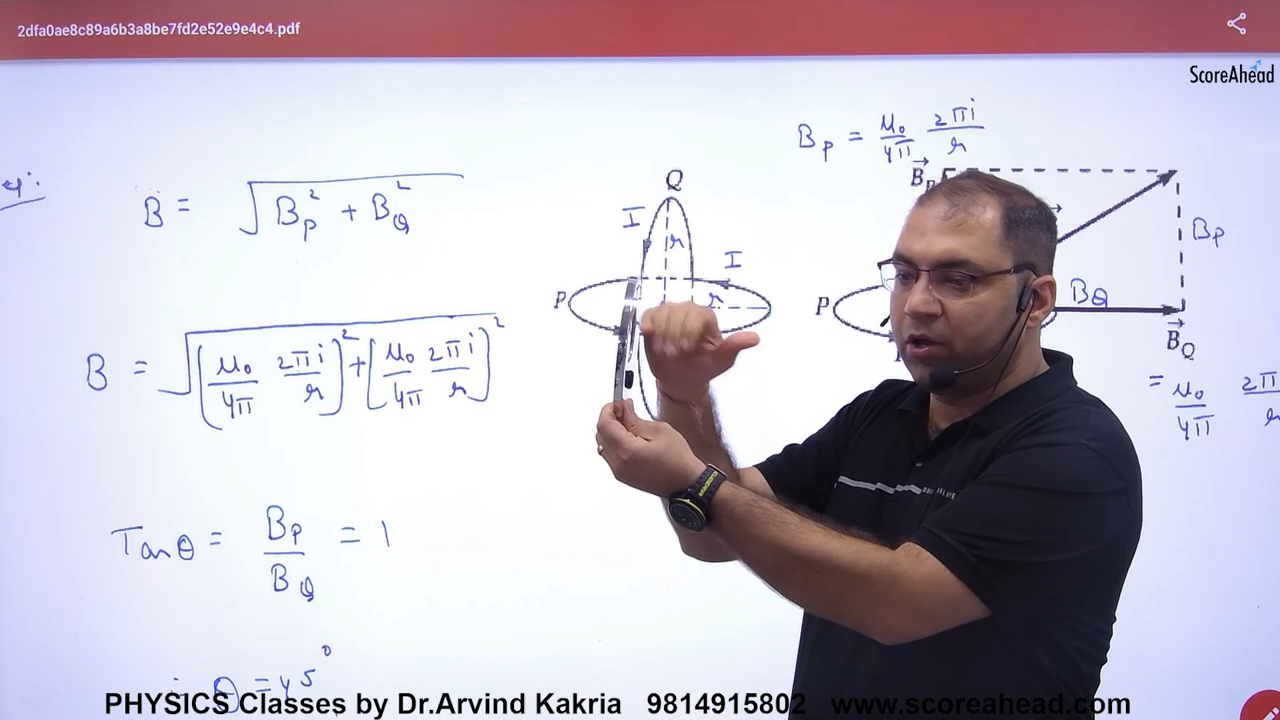 2dfa0ae8c89a6b3a8be7fd2e52e9e4c4.pdf
ScoreAhead
B = √(B_P² + B_Q²)
B = √([μ₀/4π 2πi/r]² + [μ₀/4π 2πi/r]²)
Tanθ = B_P/B_Q = 1
θ = 45°
Q
I
r
I
P
r
B_P = μ₀/4π 2πi/r
B_P
P
B_Q
B_P
B_Q
= μ₀/4π
PHYSICS Classes by Dr.Arvind Kakria 9814915802 www.scoreahead.com